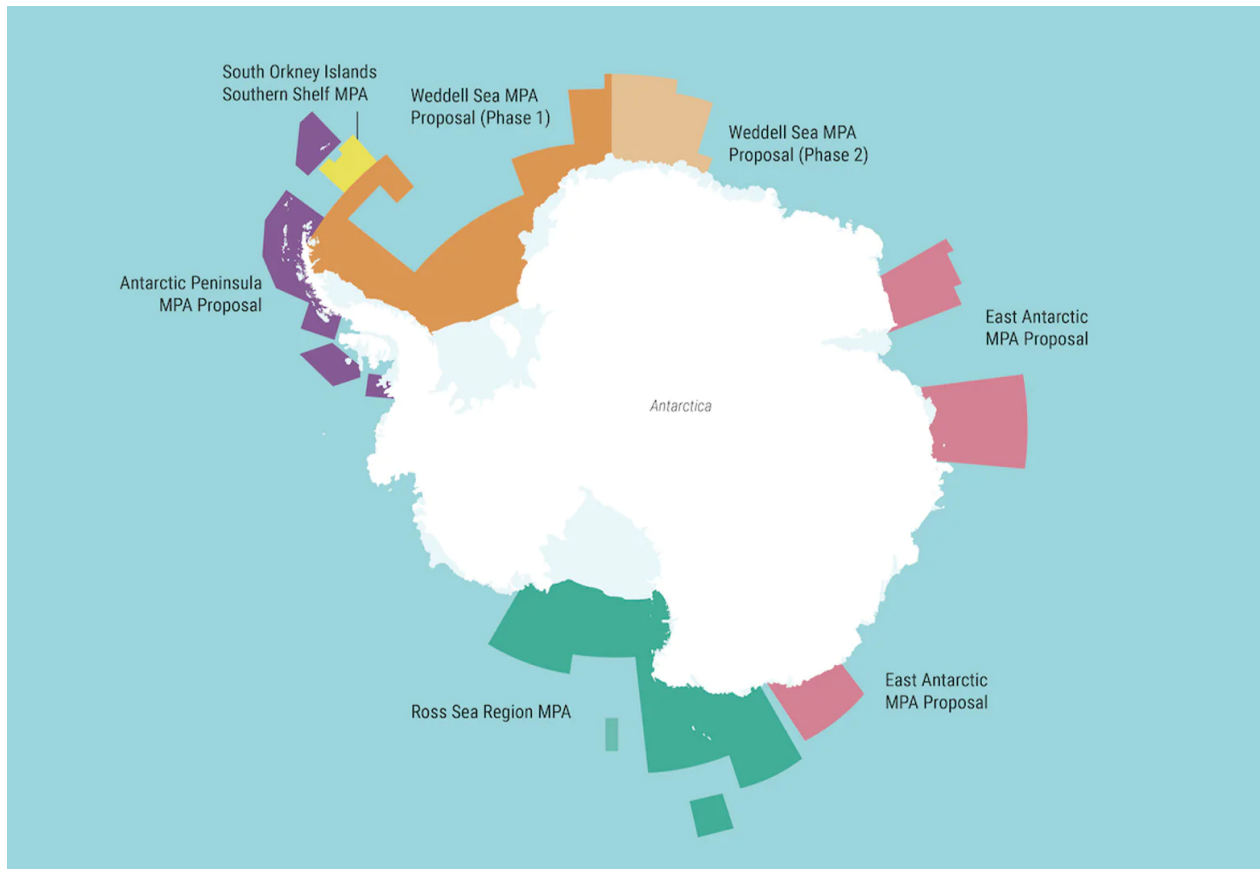 South Orkney Islands
Southern Shelf MPA
Weddell Sea MPA
Proposal (Phase 1)
Weddell Sea MPA
Proposal (Phase 2)
Antarctic Peninsula
MPA Proposal
East Antarctic
MPA Proposal
Antarctica
East Antarctic
MPA Proposal
Ross Sea Region MPA